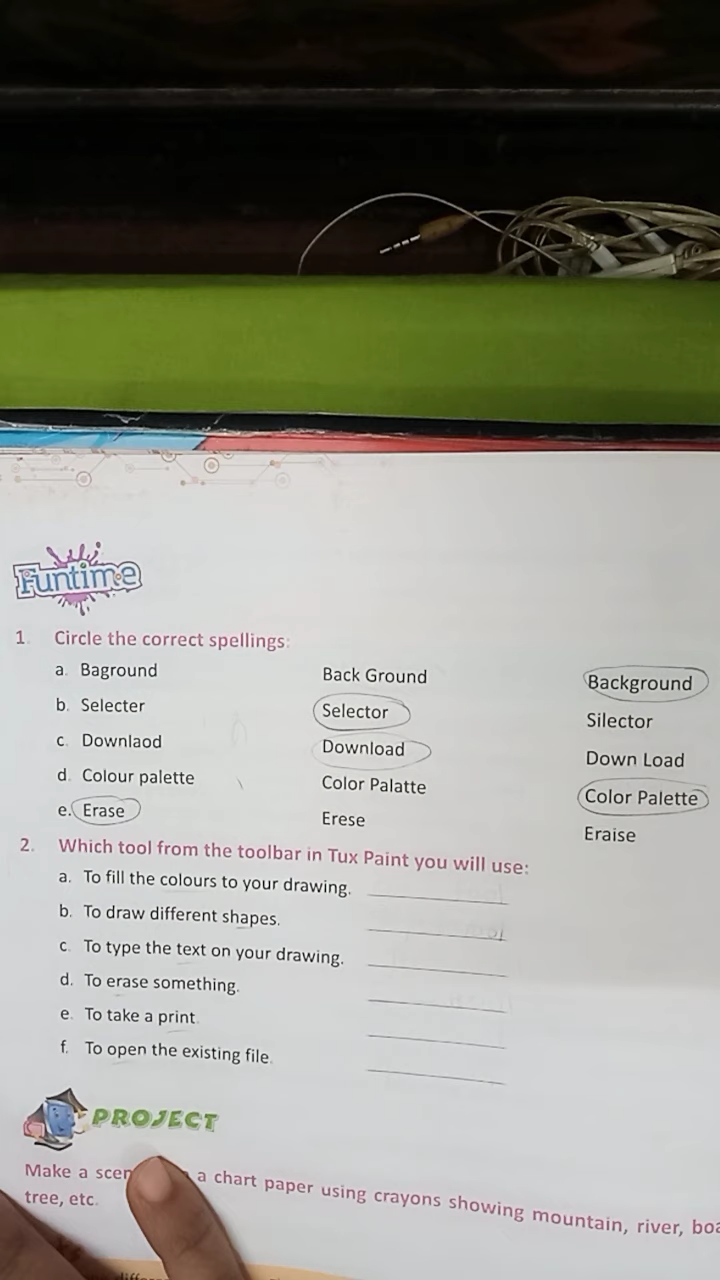 Funtime
1. Circle the correct spellings:
a. Baground Back Ground Background
b. Selecter Selector Silector
c. Downlaod Download Down Load
d. Colour palette Color Palatte Color Palette
e. Erase Erese Eraise
2. Which tool from the toolbar in Tux Paint you will use:
a. To fill the colours to your drawing.
b. To draw different shapes.
c. To type the text on your drawing.
d. To erase something.
e. To take a print.
f. To open the existing file.
PROJECT
Make a a chart paper using crayons showing mountain, river,
tree, etc.